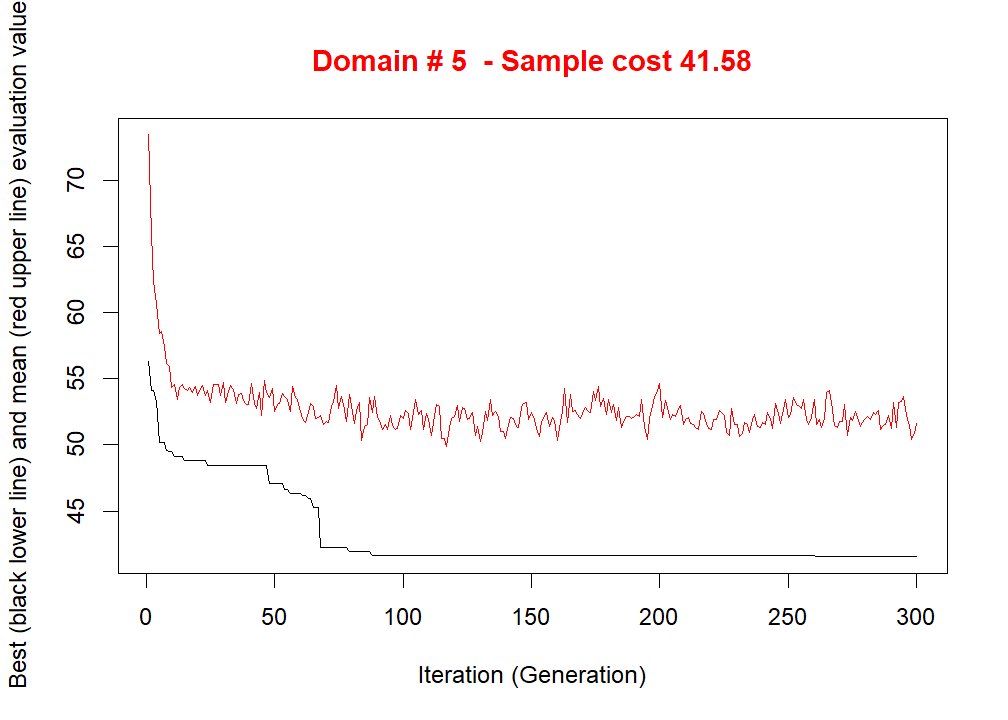 Domain # 5  - Sample cost 41.58
Best (black lower line) and mean (red upper line) evaluation value
70
65
60
55
50
45
0 50 100 150 200 250 300
Iteration (Generation)